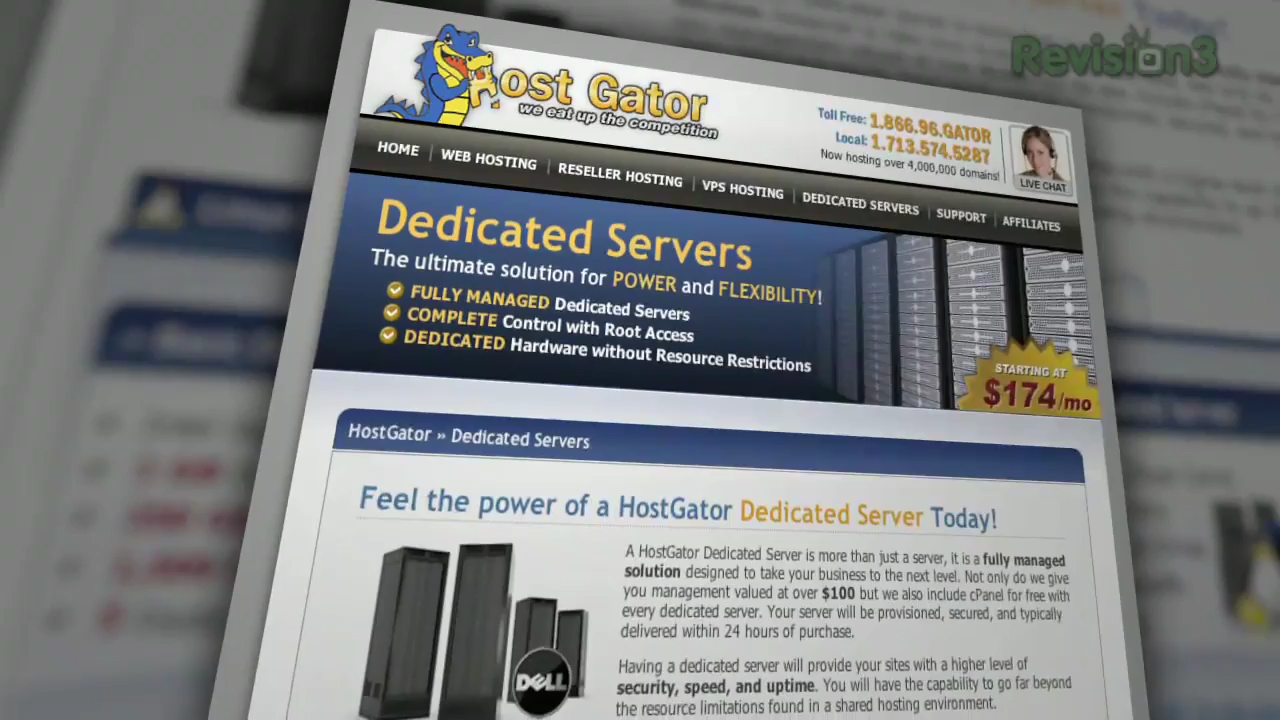 Revision3
Host Gator
we eat up the competition
Toll Free: 1.866.96.GATOR
Local: 1.713.574.5287
Now hosting over 4,000,000 domains!
LIVE CHAT
HOME
WEB HOSTING
RESELLER HOSTING
VPS HOSTING
DEDICATED SERVERS
SUPPORT
AFFILIATES
Dedicated Servers
The ultimate solution for POWER and FLEXIBILITY!
FULLY MANAGED Dedicated Servers
COMPLETE Control with Root Access
DEDICATED Hardware without Resource Restrictions
STARTING AT
$174/mo
HostGator » Dedicated Servers
Feel the power of a HostGator Dedicated Server Today!
A HostGator Dedicated Server is more than just a server, it is a fully managed
solution designed to take your business to the next level. Not only do we give
you management valued at over $100 but we also include cPanel for free with
every dedicated server. Your server will be provisioned, secured, and typically
delivered within 24 hours of purchase.
DELL
Having a dedicated server will provide your sites with a higher level of
security, speed, and uptime. You will have the capability to go far beyond
the resource limitations found in a shared hosting environment.